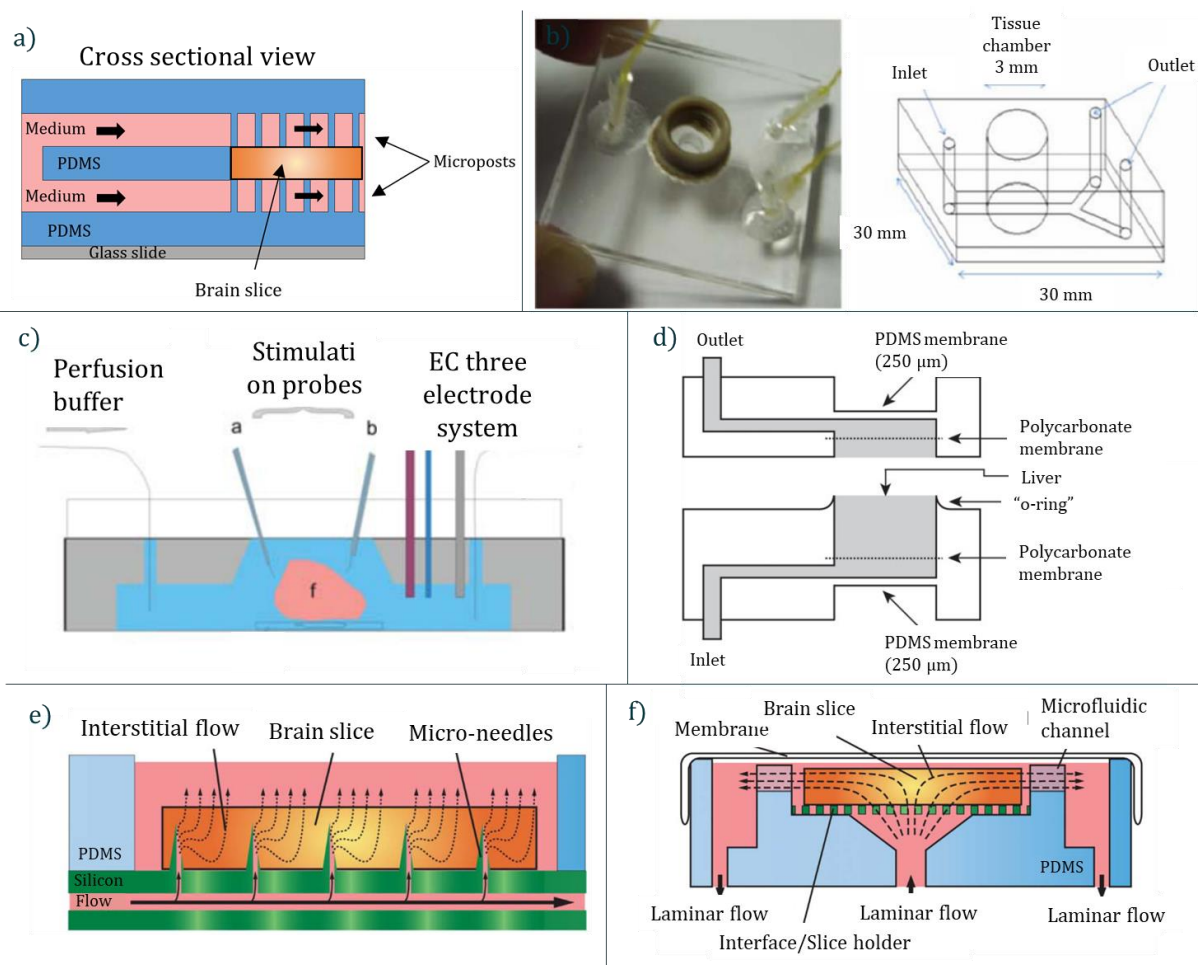 a)
Cross sectional view
Medium
PDMS
Medium
PDMS
Glass slide
Microposts
Brain slice
b)
Tissue
chamber
3 mm
Inlet
Outlet
30 mm
30 mm
c)
Perfusion
buffer
Stimulati
on probes
a
b
EC three
electrode
system
f
d)
Outlet
PDMS membrane
(250 µm)
Polycarbonate
membrane
Liver
"o-ring"
Polycarbonate
membrane
PDMS membrane
(250 µm)
Inlet
e)
Interstitial flow
Brain slice
Micro-needles
PDMS
Silicon
Flow
f)
Membrane
Brain slice
Interstitial flow
Microfluidic
channel
PDMS
Laminar flow
Laminar flow
Laminar flow
Interface/Slice holder